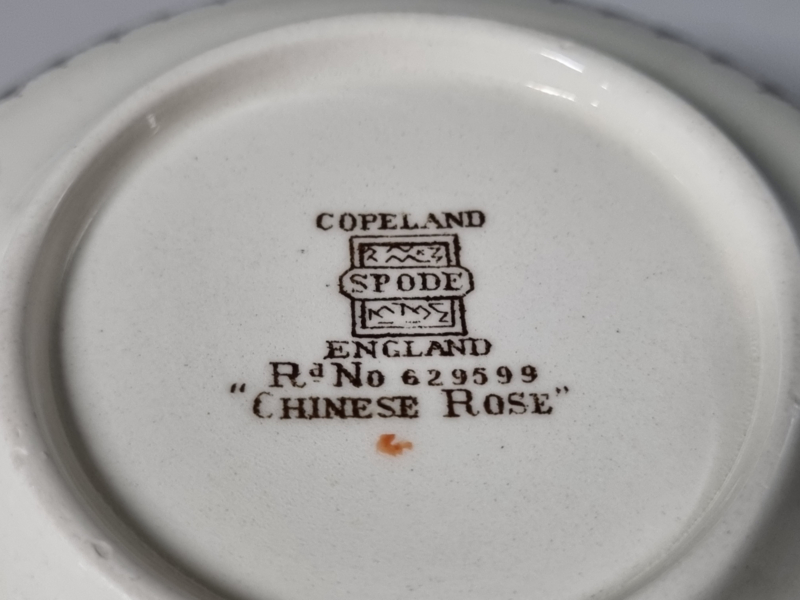 COPELAND
SPODE
ENGLAND
Rd No 629599
"CHINESE ROSE"